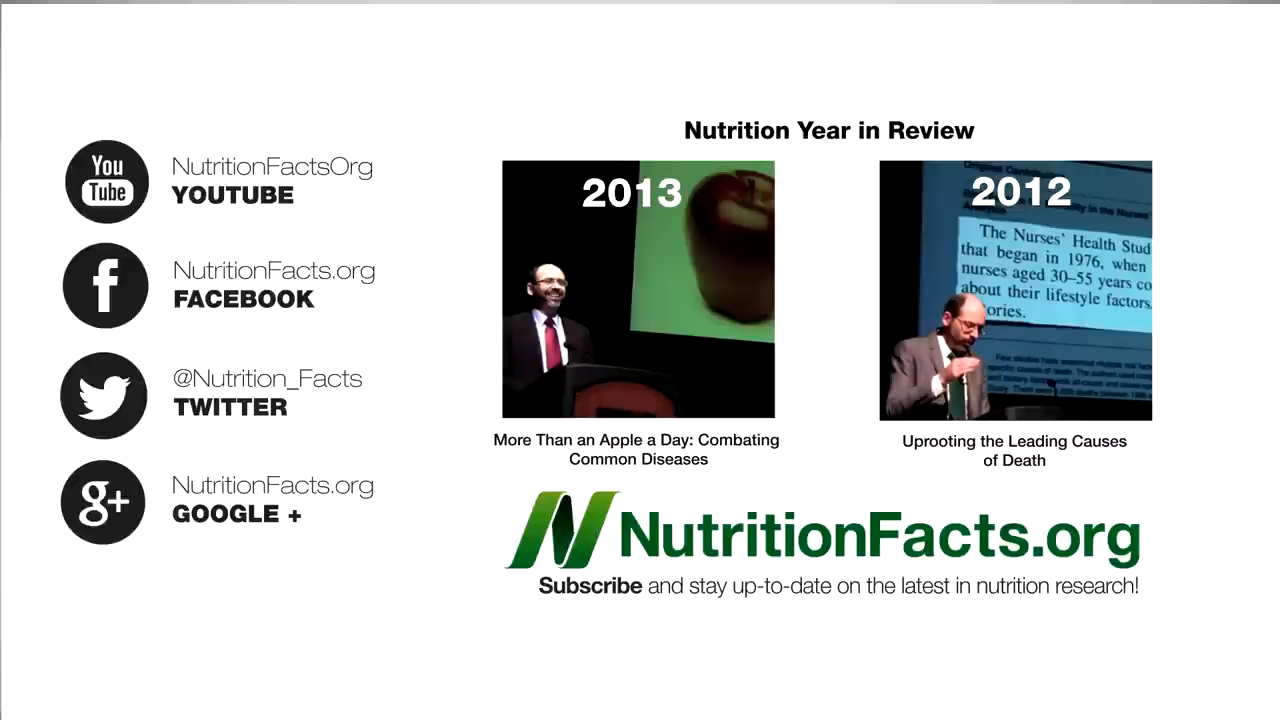 You
Tube
NutritionFactsOrg
YOUTUBE
f
NutritionFacts.org
FACEBOOK
@Nutrition_Facts
TWITTER
g+
NutritionFacts.org
GOOGLE +
Nutrition Year in Review
2013
More Than an Apple a Day: Combating
Common Diseases
2012
The Nurses' Health Stud
that began in 1976, when
nurses aged 30–55 years co
about their lifestyle factors
ories.
Uprooting the Leading Causes
of Death
NutritionFacts.org
Subscribe and stay up-to-date on the latest in nutrition research!